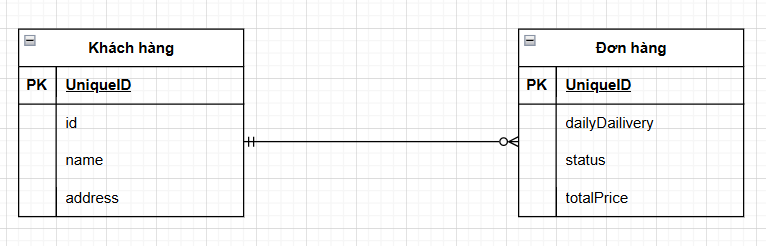 Khách hàng
PK UniqueID
id
name
address
Đơn hàng
PK UniqueID
dailyDailivery
status
totalPrice